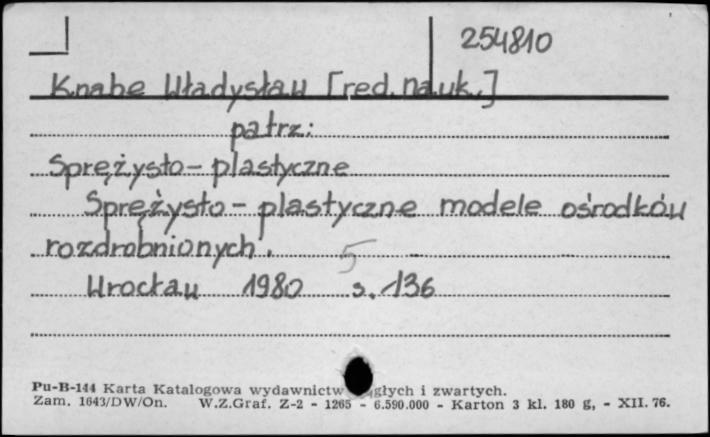 254810
Knabe Władysław [red. nauk.]
patrz:
Sprężysto-plastyczne
Sprężysto-plastyczne modele ośrodków
rozdrobnionych.
5
Wrocław 1980 s. 136
Pu-B-144 Karta Katalogowa wydawnictw głych i zwartych.
Zam. 1643/DW/On. W.Z.Graf. Z-2 - 1265 - 6.590.000 - Karton 3 kl. 180 g, - XII. 76.